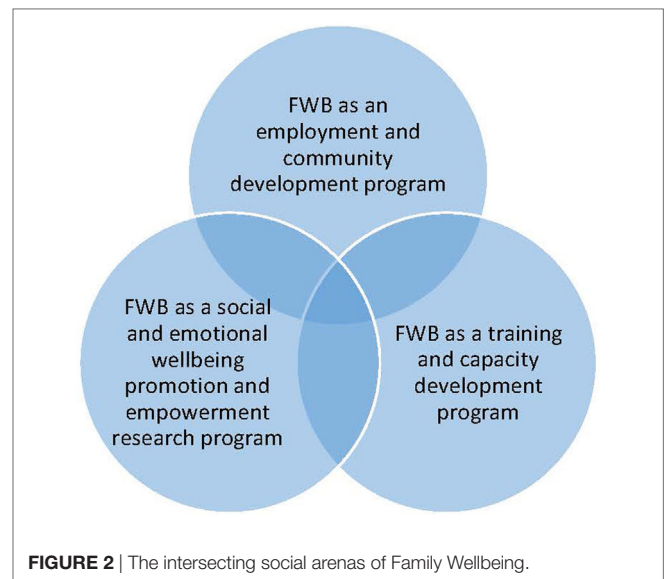 FWB as an
employment and
community
development program
FWB as a social
and emotional
wellbeing
promotion and
empowerment
research program
FWB as a training
and capacity
development
program
FIGURE 2 | The intersecting social arenas of Family Wellbeing.